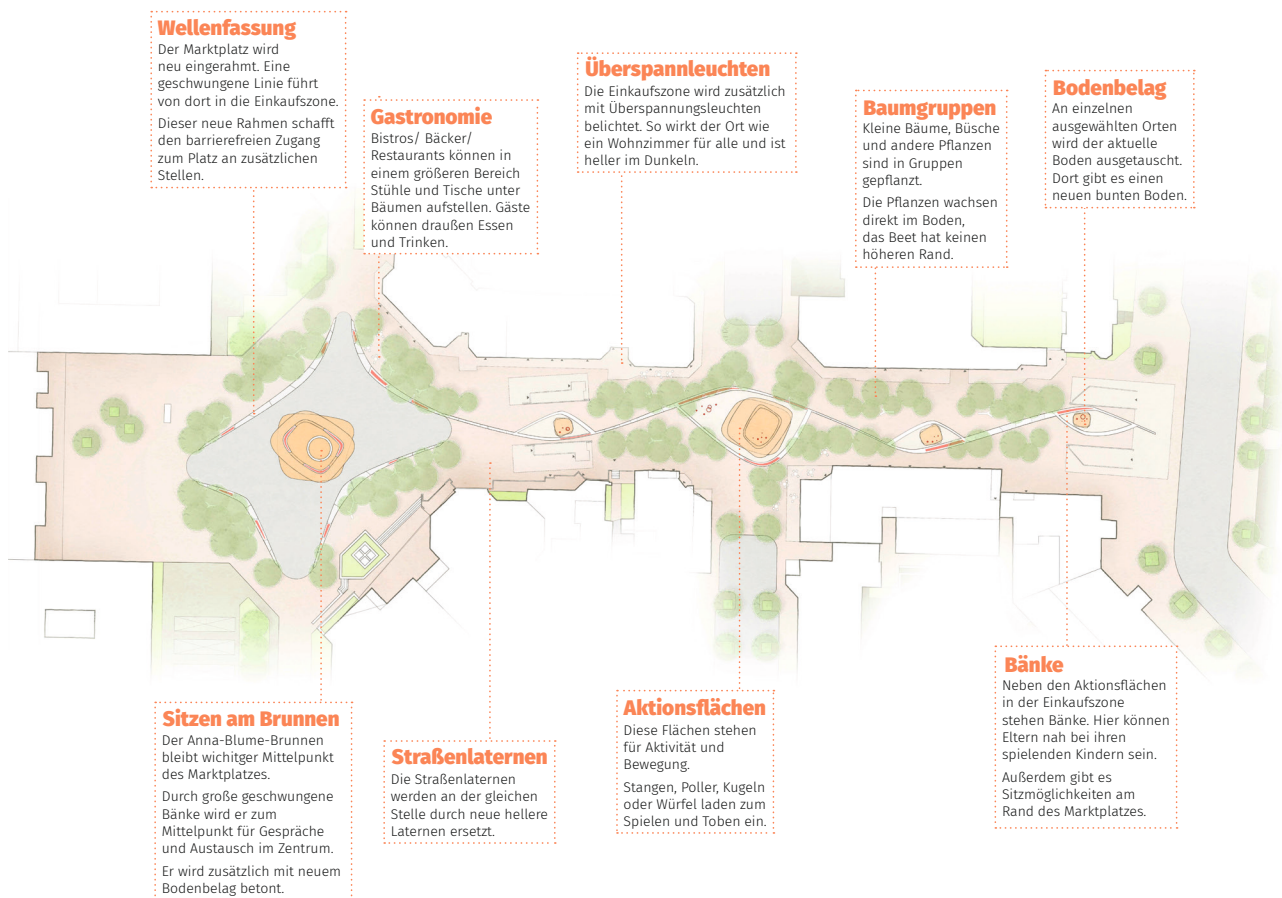 Wellenfassung
Der Marktplatz wird
neu eingerahmt. Eine
geschwungene Linie führt
von dort in die Einkaufszone.
Dieser neue Rahmen schafft
den barrierefreien Zugang
zum Platz an zusätzlichen
Stellen.
Gastronomie
Bistros/ Bäcker/
Restaurants können in
einem größeren Bereich
Stühle und Tische unter
Bäumen aufstellen. Gäste
können draußen Essen
und Trinken.
Überspannleuchten
Die Einkaufszone wird zusätzlich
mit Überspannungsleuchten
belichtet. So wirkt der Ort wie
ein Wohnzimmer für alle und ist
heller im Dunkeln.
Baumgruppen
Kleine Bäume, Büsche
und andere Pflanzen
sind in Gruppen
gepflanzt.
Die Pflanzen wachsen
direkt im Boden,
das Beet hat keinen
höheren Rand.
Bodenbelag
An einzelnen
ausgewählten Orten
wird der aktuelle
Boden ausgetauscht.
Dort gibt es einen
neuen bunten Boden.
Sitzen am Brunnen
Der Anna-Blume-Brunnen
bleibt wichitger Mittelpunkt
des Marktplatzes.
Durch große geschwungene
Bänke wird er zum
Mittelpunkt für Gespräche
und Austausch im Zentrum.
Er wird zusätzlich mit neuem
Bodenbelag betont.
Straßenlaternen
Die Straßenlaternen
werden an der gleichen
Stelle durch neue hellere
Laternen ersetzt.
Aktionsflächen
Diese Flächen stehen
für Aktivität und
Bewegung.
Stangen, Poller, Kugeln
oder Würfel laden zum
Spielen und Toben ein.
Bänke
Neben den Aktionsflächen
in der Einkaufszone
stehen Bänke. Hier können
Eltern nah bei ihren
spielenden Kindern sein.
Außerdem gibt es
Sitzmöglichkeiten am
Rand des Marktplatzes.